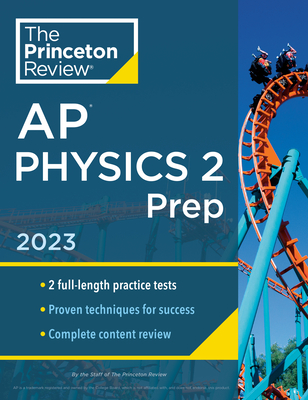 The
Princeton
Review®
AP®
PHYSICS 2
Prep
2023
• 2 full-length practice tests
• Proven techniques for success
• Complete content review
By the Staff of The Princeton Review